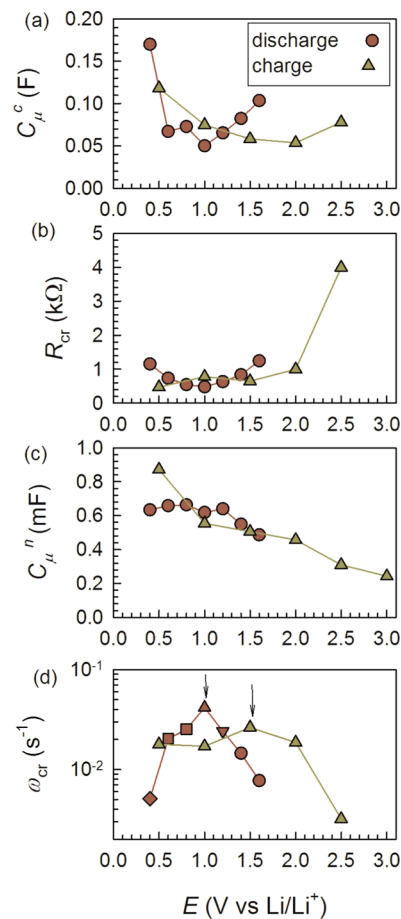 (a)
discharge
charge
0.20
0.15
0.10
0.05
0.00
Cμᶜ (F)
0.0 0.5 1.0 1.5 2.0 2.5 3.0
(b)
5
4
3
2
1
0
Rcr (kΩ)
0.0 0.5 1.0 1.5 2.0 2.5 3.0
(c)
1.0
0.8
0.6
0.4
0.2
0.0
Cμⁿ (mF)
0.0 0.5 1.0 1.5 2.0 2.5 3.0
(d)
10⁻¹
10⁻²
ωcr (s⁻¹)
0.0 0.5 1.0 1.5 2.0 2.5 3.0
E (V vs Li/Li⁺)